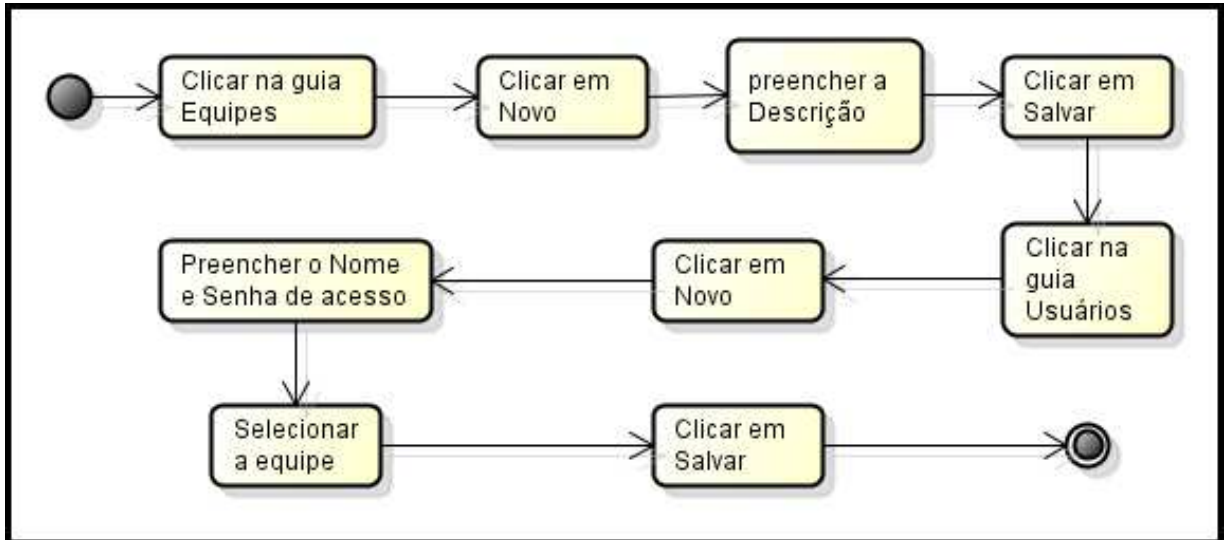 Clicar na guia
Equipes
Clicar em
Novo
preencher a
Descrição
Clicar em
Salvar
Clicar na
guia
Usuários
Clicar em
Novo
Preencher o Nome
e Senha de acesso
Selecionar
a equipe
Clicar em
Salvar